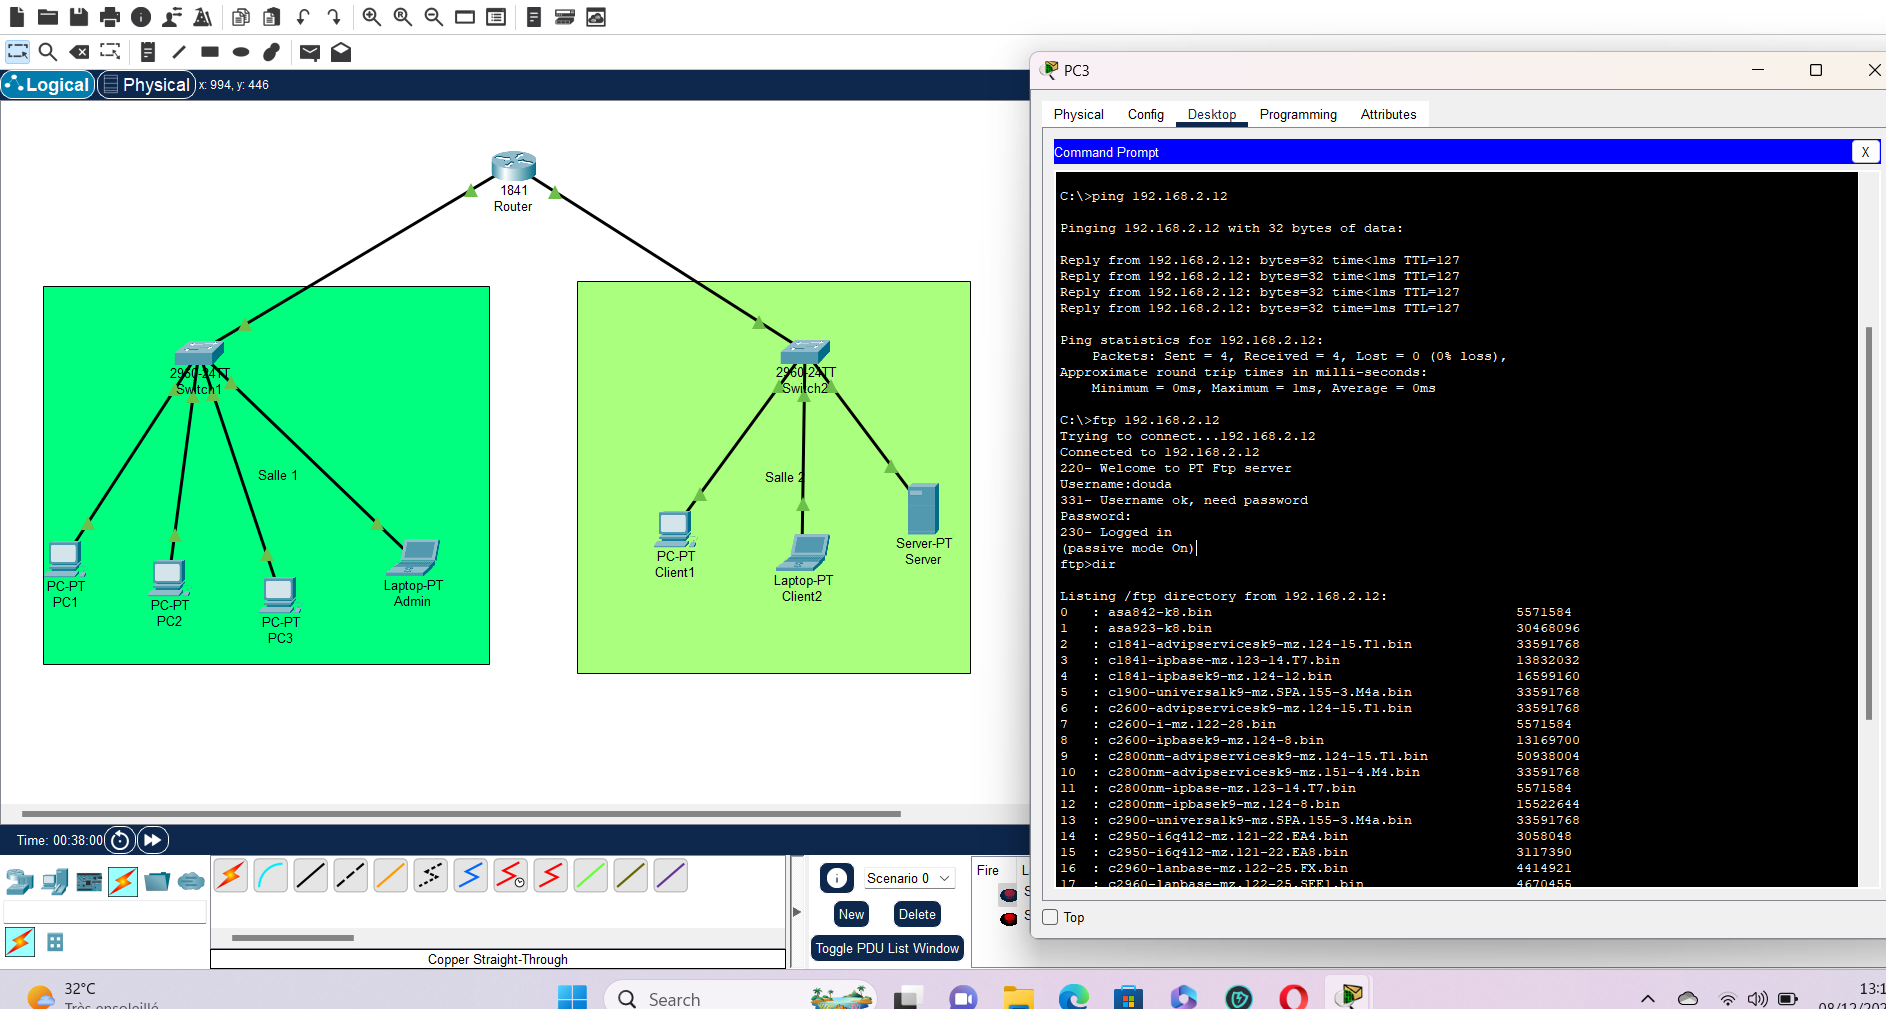 Logical
Physical
x: 994, y: 446
1841
Router
2960-24TT
Switch1
Salle 1
PC-PT
PC1
PC-PT
PC2
PC-PT
PC3
Laptop-PT
Admin
2960-24TT
Switch2
Salle 2
PC-PT
Client1
Laptop-PT
Client2
Server-PT
Server
PC3
Physical Config Desktop Programming Attributes
Command Prompt
X
C:\>ping 192.168.2.12
Pinging 192.168.2.12 with 32 bytes of data:
Reply from 192.168.2.12: bytes=32 time<1ms TTL=127
Reply from 192.168.2.12: bytes=32 time<1ms TTL=127
Reply from 192.168.2.12: bytes=32 time<1ms TTL=127
Reply from 192.168.2.12: bytes=32 time=1ms TTL=127
Ping statistics for 192.168.2.12:
Packets: Sent = 4, Received = 4, Lost = 0 (0% loss),
Approximate round trip times in milli-seconds:
Minimum = 0ms, Maximum = 1ms, Average = 0ms
C:\>ftp 192.168.2.12
Trying to connect...192.168.2.12
Connected to 192.168.2.12
220- Welcome to PT Ftp server
Username:douda
331- Username ok, need password
Password:
230- Logged in
(passive mode On)
ftp>dir
Listing /ftp directory from 192.168.2.12:
0 : asa842-k8.bin 5571584
1 : asa923-k8.bin 30468096
2 : c1841-advipservicesk9-mz.124-15.T1.bin 33591768
3 : c1841-ipbase-mz.123-14.T7.bin 13832032
4 : c1841-ipbasek9-mz.124-12.bin 16599160
5 : c1900-universalk9-mz.SPA.155-3.M4a.bin 33591768
6 : c2600-advipservicesk9-mz.124-15.T1.bin 33591768
7 : c2600-i-mz.122-28.bin 5571584
8 : c2600-ipbasek9-mz.124-8.bin 13169700
9 : c2800nm-advipservicesk9-mz.124-15.T1.bin 50938004
10 : c2800nm-advipservicesk9-mz.151-4.M4.bin 33591768
11 : c2800nm-ipbase-mz.123-14.T7.bin 5571584
12 : c2800nm-ipbasek9-mz.124-8.bin 15522644
13 : c2900-universalk9-mz.SPA.155-3.M4a.bin 33591768
14 : c2950-i6q4l2-mz.121-22.EA4.bin 3058048
15 : c2950-i6q4l2-mz.121-22.EA8.bin 3117390
16 : c2960-lanbase-mz.122-25.FX.bin 4414921
17 : c2960-lanbase-mz.122-25.SEE1.bin 4670455
Top
Time: 00:38:00
Scenario 0
Fire L
New
Delete
S
S
Toggle PDU List Window
Copper Straight-Through
32°C
Très ensoleillé
Search
13:1
08/12/202